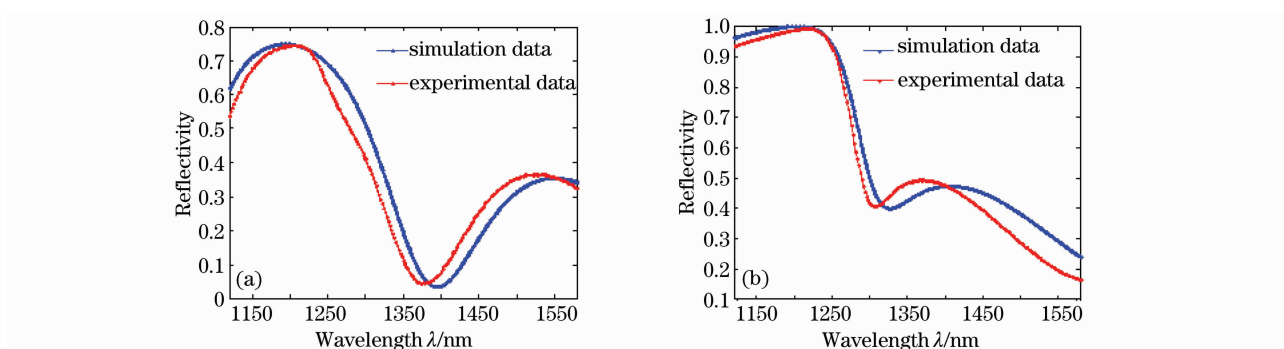 0.8
0.7
0.6
0.5
0.4
0.3
0.2
0.1
0
Reflectivity
simulation data
experimental data
(a)
1150 1250 1350 1450 1550
Wavelength λ/nm
1.0
0.9
0.8
0.7
0.6
0.5
0.4
0.3
0.2
0.1
Reflectivity
simulation data
experimental data
(b)
1150 1250 1350 1450 1550
Wavelength λ/nm